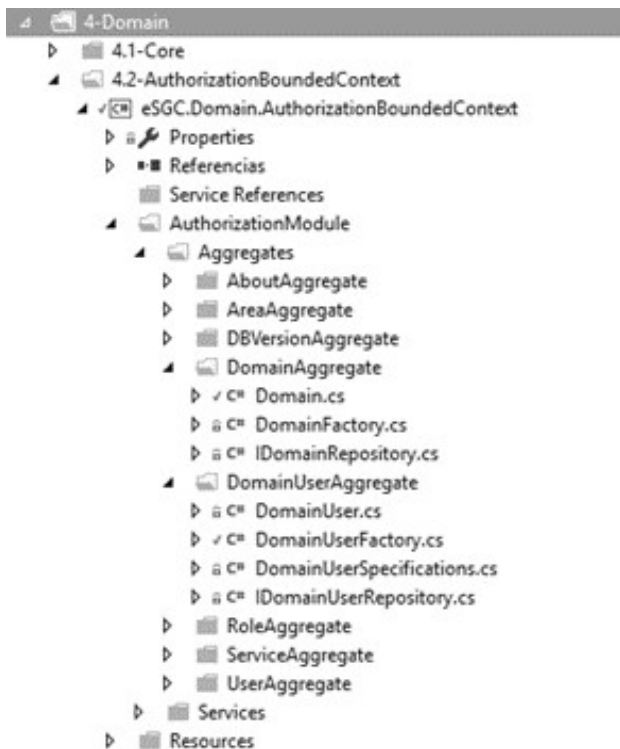 4-Domain
4.1-Core
4.2-AuthorizationBoundedContext
C# eSGC.Domain.AuthorizationBoundedContext
Properties
Referencias
Service References
AuthorizationModule
Aggregates
AboutAggregate
AreaAggregate
DBVersionAggregate
DomainAggregate
C# Domain.cs
C# DomainFactory.cs
C# IDomainRepository.cs
DomainUserAggregate
C# DomainUser.cs
C# DomainUserFactory.cs
C# DomainUserSpecifications.cs
C# IDomainUserRepository.cs
RoleAggregate
ServiceAggregate
UserAggregate
Services
Resources